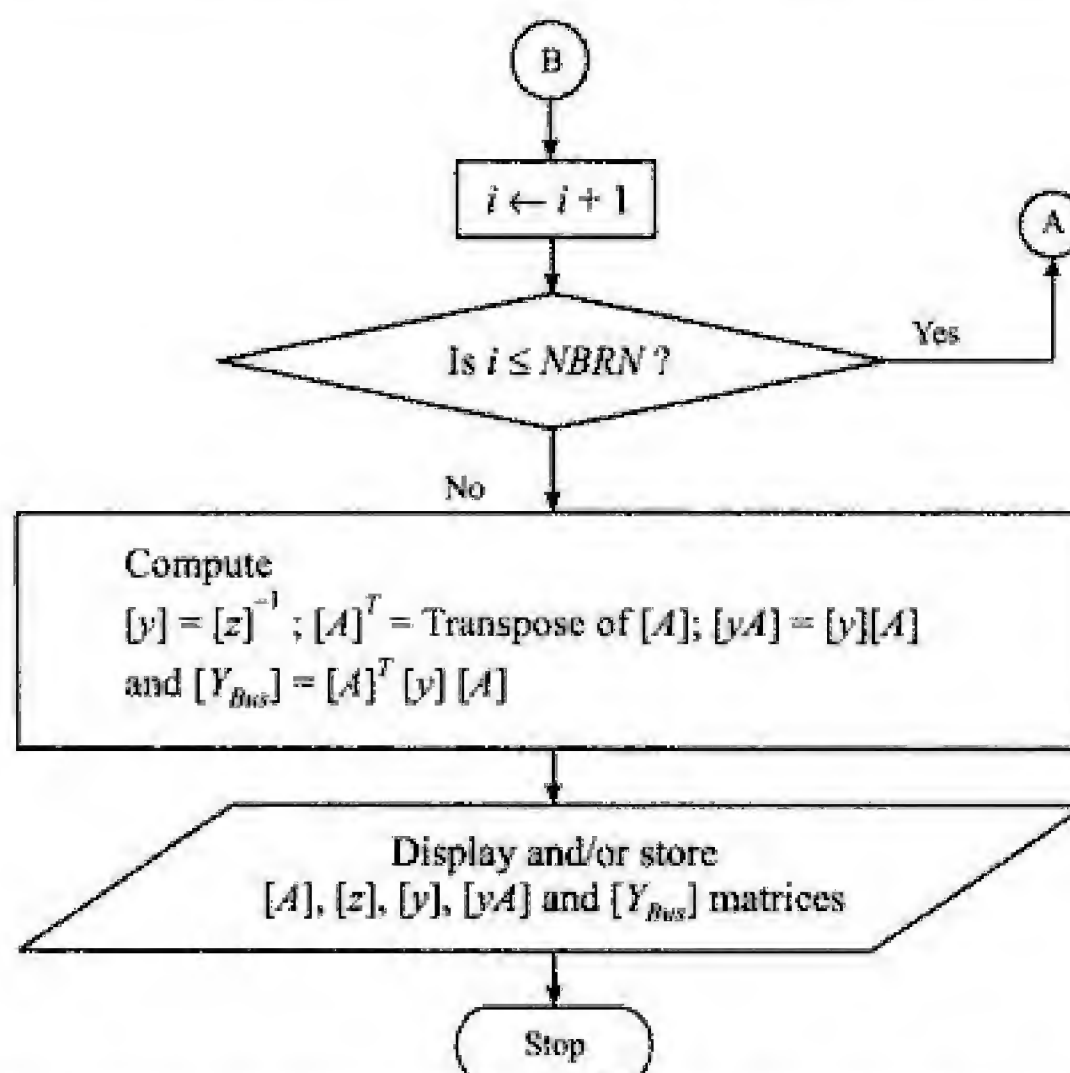 B
i ← i + 1
A
Is i ≤ NBRN ?
Yes
No
Compute
[y] = [z]⁻¹ ; [A]ᵀ = Transpose of [A]; [yA] = [y][A]
and [Y_Bus] = [A]ᵀ [y] [A]
Display and/or store
[A], [z], [y], [yA] and [Y_Bus] matrices
Stop